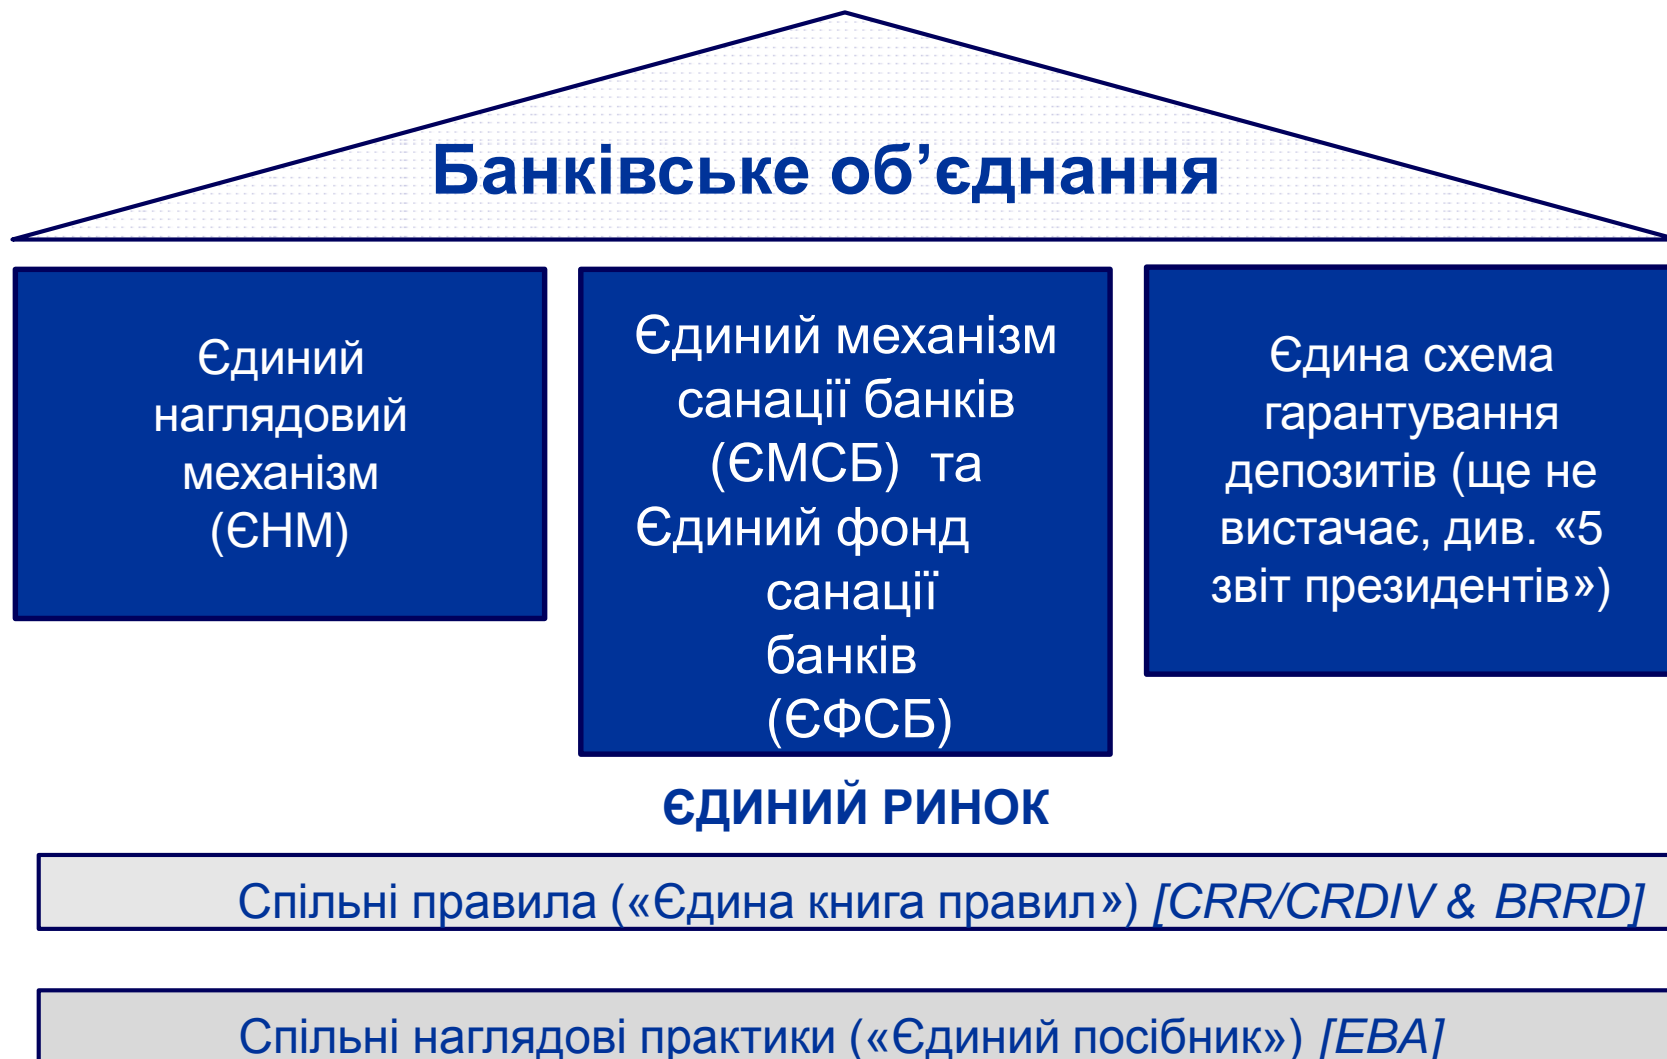 Банківське об’єднання
Єдиний
наглядовий
механізм
(ЄНМ)
Єдиний механізм
санації банків
(ЄМСБ) та
Єдиний фонд
санації
банків
(ЄФСБ)
Єдина схема
гарантування
депозитів (ще не
вистачає, див. «5
звіт президентів»)
ЄДИНИЙ РИНОК
Спільні правила («Єдина книга правил») [CRR/CRDIV & BRRD]
Спільні наглядові практики («Єдиний посібник») [EBA]